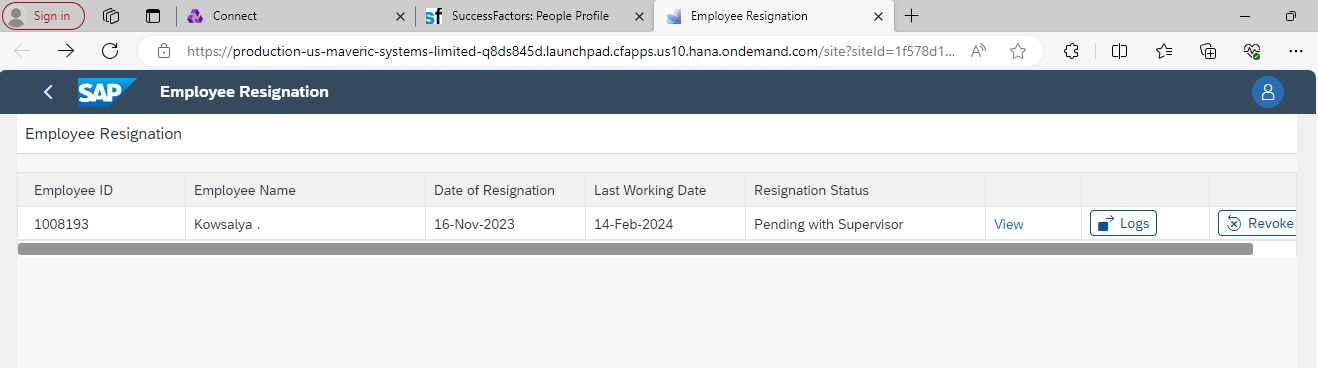 Sign in
Connect
SuccessFactors: People Profile
Employee Resignation
https://production-us-maveric-systems-limited-q8ds845d.launchpad.cfapps.us10.hana.ondemand.com/site?siteId=1f578d1...
SAP Employee Resignation
Employee Resignation
Employee ID Employee Name Date of Resignation Last Working Date Resignation Status
1008193 Kowsalya . 16-Nov-2023 14-Feb-2024 Pending with Supervisor View Logs Revoke